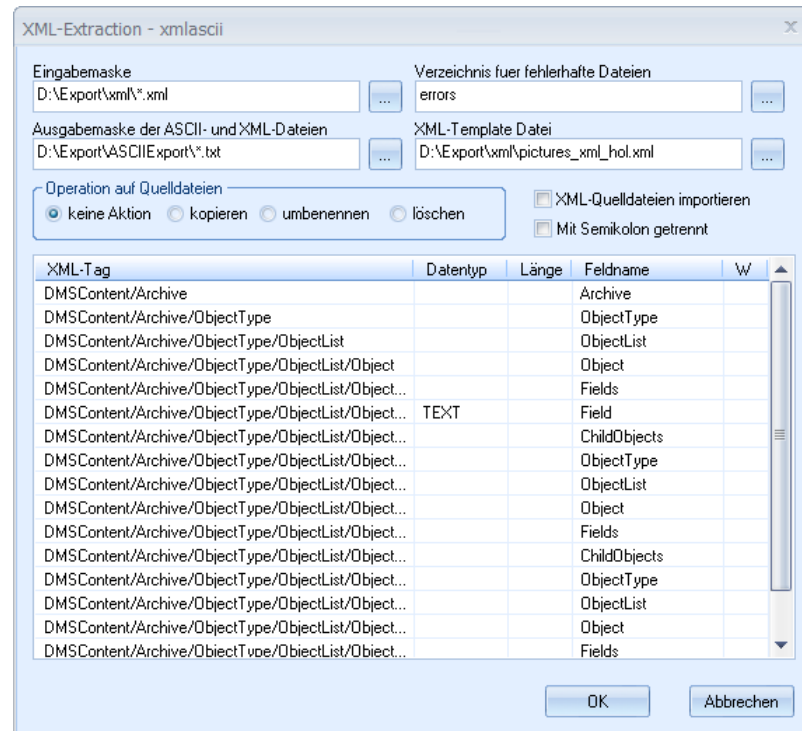 XML-Extraction - xmlascii
Eingabemaske Verzeichnis fuer fehlerhafte Dateien
D:\Export\xml\*.xml ... errors ...
Ausgabemaske der ASCII- und XML-Dateien XML-Template Datei
D:\Export\ASCIIExport\*.txt ... D:\Export\xml\pictures_xml_hol.xml ...
Operation auf Quelldateien
keine Aktion kopieren umbenennen löschen
XML-Quelldateien importieren
Mit Semikolon getrennt
XML-Tag Datentyp Länge Feldname W
DMSContent/Archive Archive
DMSContent/Archive/ObjectType ObjectType
DMSContent/Archive/ObjectType/ObjectList ObjectList
DMSContent/Archive/ObjectType/ObjectList/Object Object
DMSContent/Archive/ObjectType/ObjectList/Object... Fields
DMSContent/Archive/ObjectType/ObjectList/Object... TEXT Field
DMSContent/Archive/ObjectType/ObjectList/Object... ChildObjects
DMSContent/Archive/ObjectType/ObjectList/Object... ObjectType
DMSContent/Archive/ObjectType/ObjectList/Object... ObjectList
DMSContent/Archive/ObjectType/ObjectList/Object... Object
DMSContent/Archive/ObjectType/ObjectList/Object... Fields
DMSContent/Archive/ObjectType/ObjectList/Object... ChildObjects
DMSContent/Archive/ObjectType/ObjectList/Object... ObjectType
DMSContent/Archive/ObjectType/ObjectList/Object... ObjectList
DMSContent/Archive/ObjectType/ObjectList/Object... Object
DMSContent/Archive/ObjectType/ObjectList/Object... Fields
OK Abbrechen